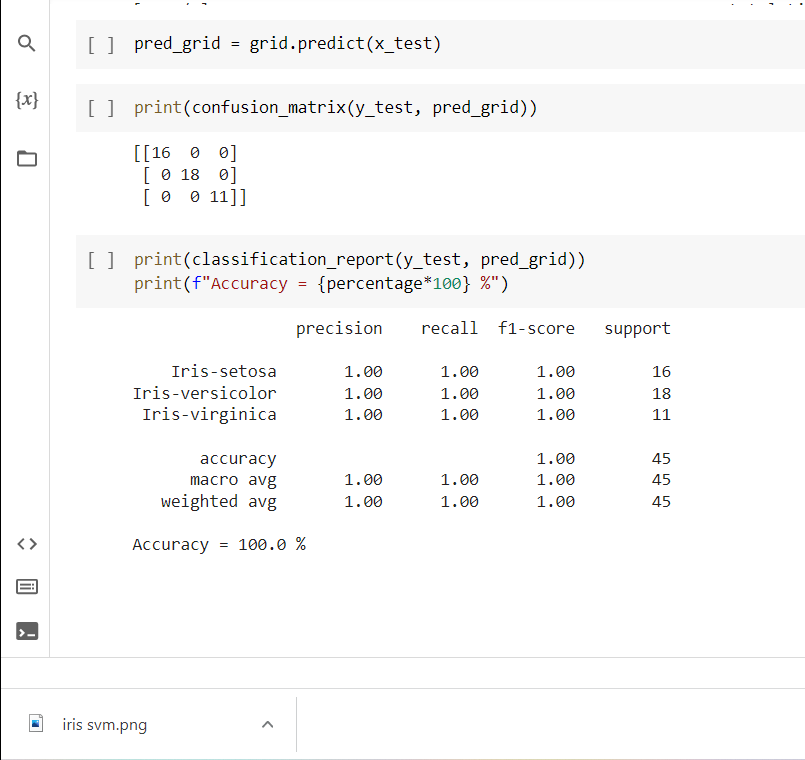 [ ] pred_grid = grid.predict(x_test)
{x}
[ ] print(confusion_matrix(y_test, pred_grid))
[[16  0  0]
 [ 0 18  0]
 [ 0  0 11]]
[ ] print(classification_report(y_test, pred_grid))
print(f"Accuracy = {percentage*100} %")
precision    recall  f1-score   support
Iris-setosa       1.00      1.00      1.00        16
Iris-versicolor       1.00      1.00      1.00        18
Iris-virginica       1.00      1.00      1.00        11
accuracy                           1.00        45
macro avg       1.00      1.00      1.00        45
weighted avg       1.00      1.00      1.00        45
Accuracy = 100.0 %
iris svm.png